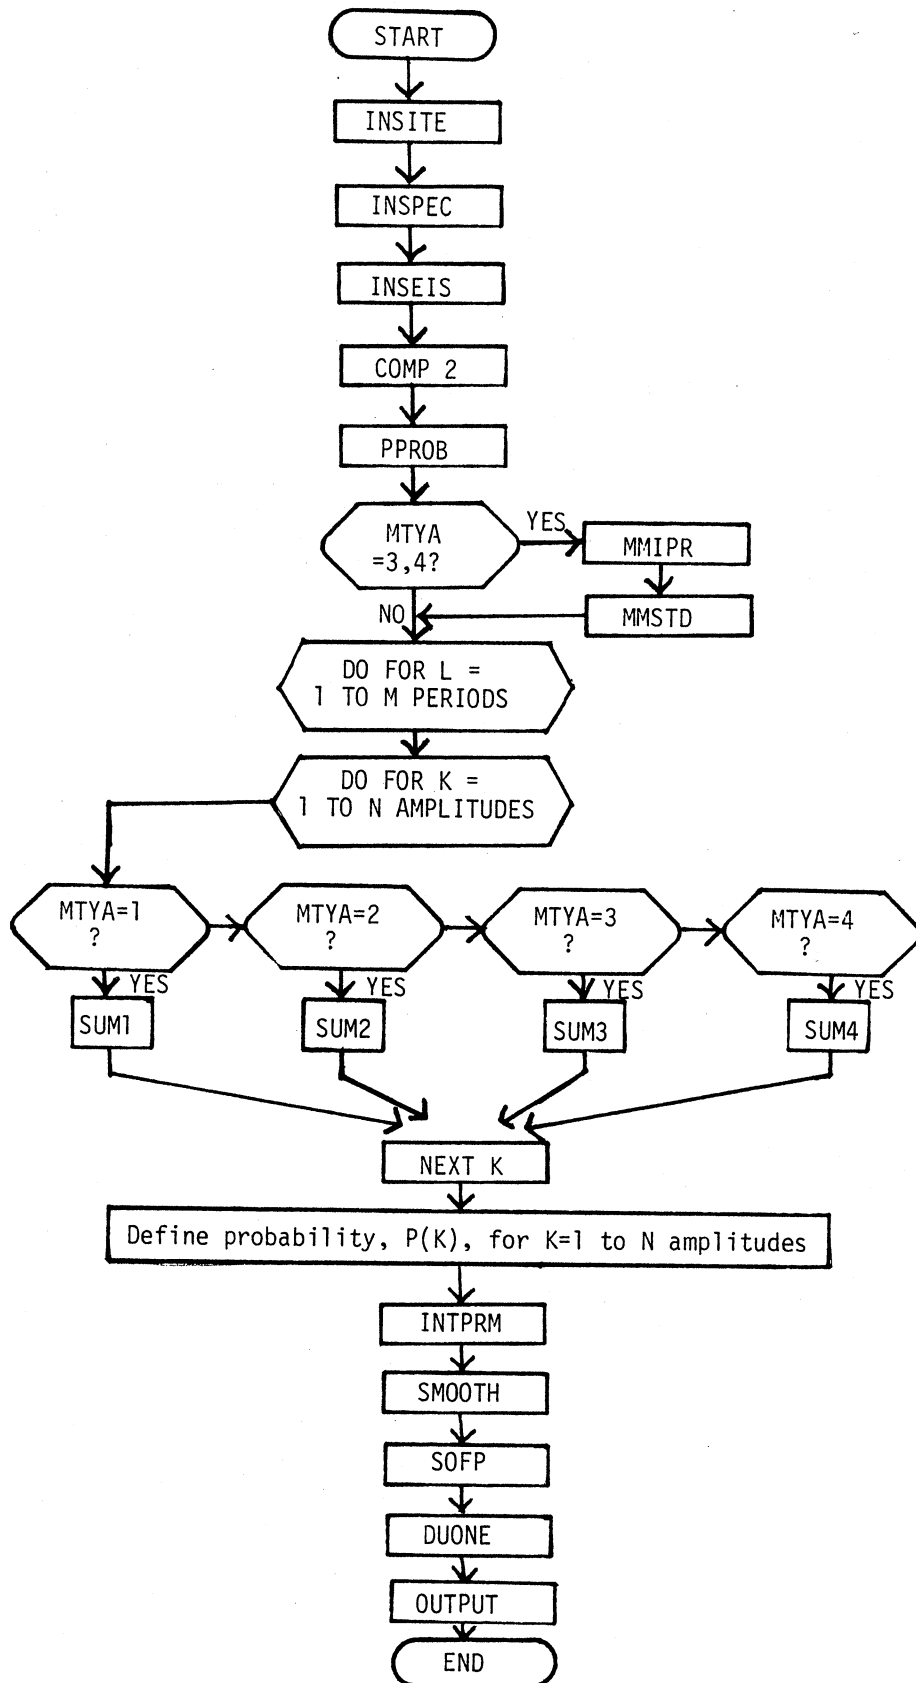 START
INSITE
INSPEC
INSEIS
COMP 2
PPROB
MTYA
=3,4?
YES
MMIPR
MMSTD
NO
DO FOR L =
1 TO M PERIODS
DO FOR K =
1 TO N AMPLITUDES
MTYA=1
?
MTYA=2
?
MTYA=3
?
MTYA=4
?
YES
YES
YES
YES
SUM1
SUM2
SUM3
SUM4
NEXT K
Define probability, P(K), for K=1 to N amplitudes
INTPRM
SMOOTH
SOFP
DUONE
OUTPUT
END